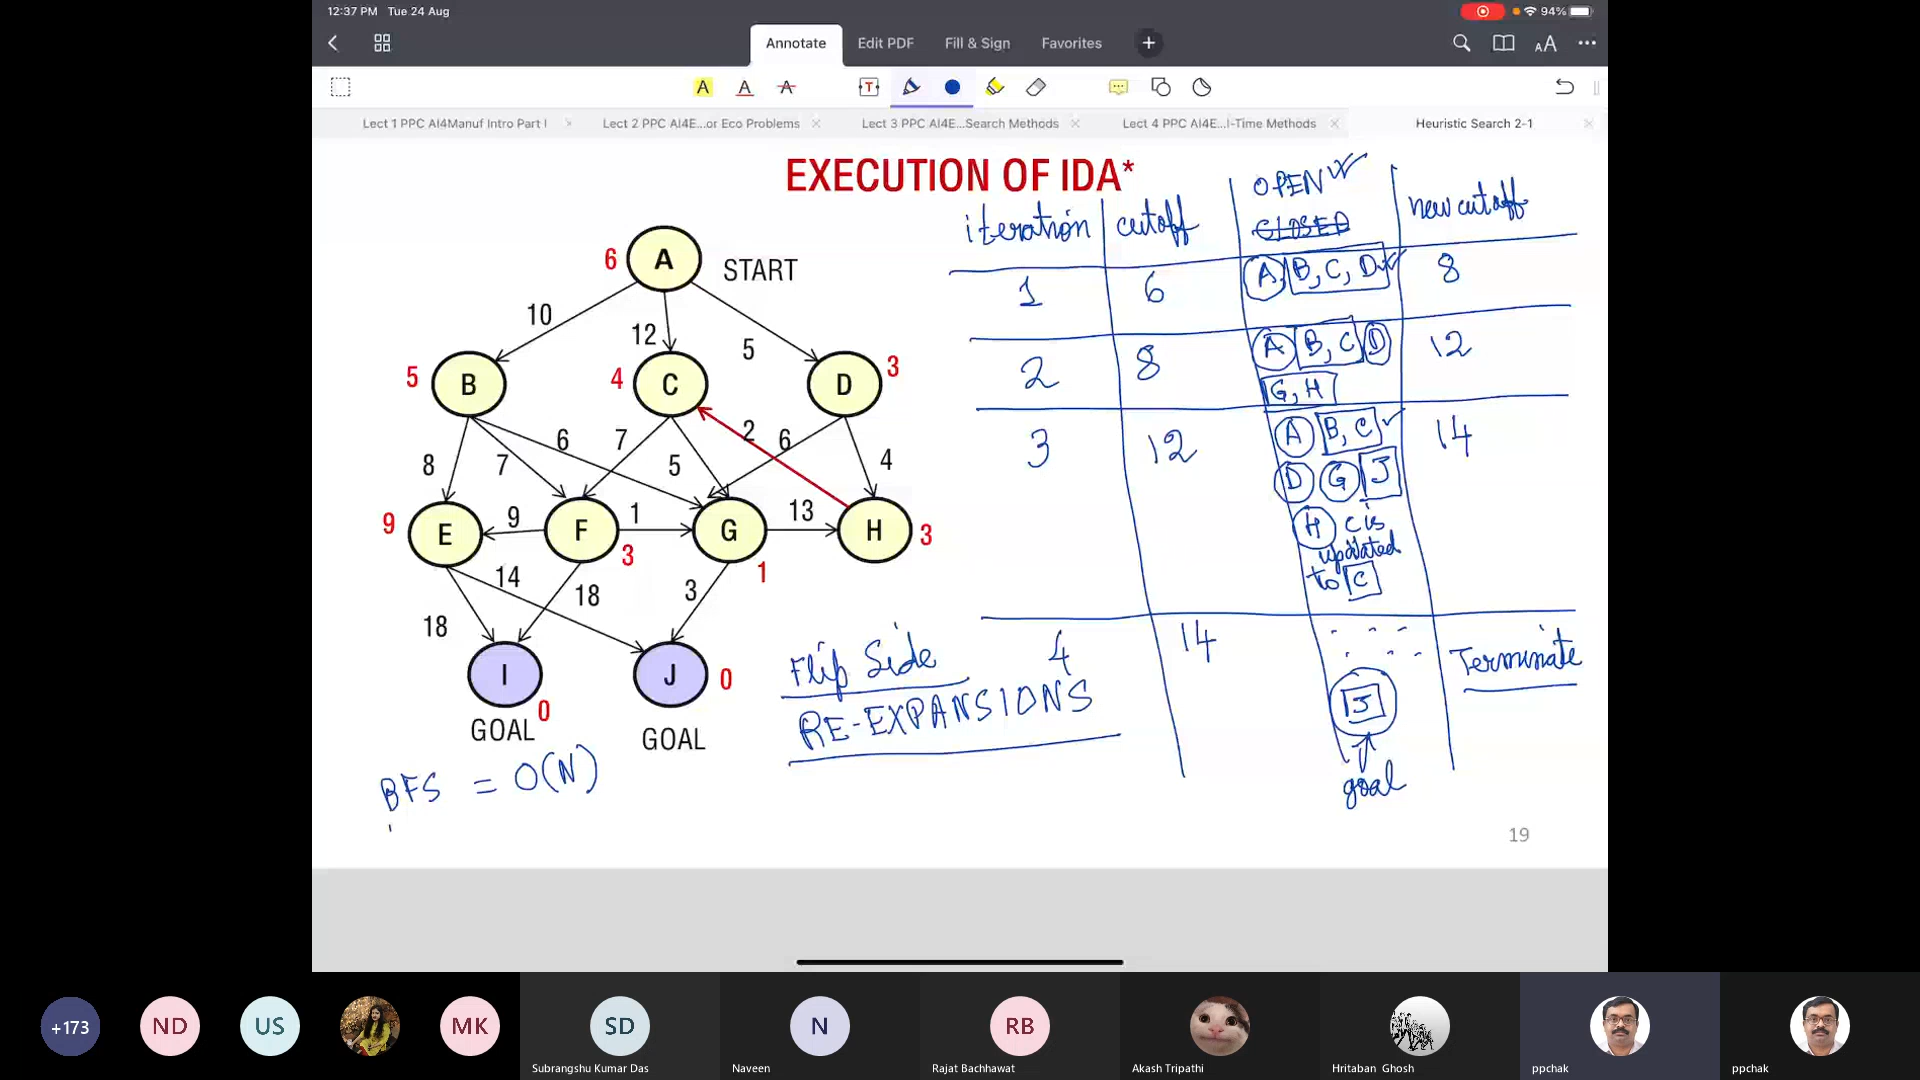 12:37 PM Tue 24 Aug
94%
Annotate Edit PDF Fill & Sign Favorites
AA
A A A T
Lect 1 PPC AI4Manuf Intro Part I
Lect 2 PPC AI4E...or Eco Problems
Lect 3 PPC AI4E...Search Methods
Lect 4 PPC AI4E...l-Time Methods
Heuristic Search 2-1
EXECUTION OF IDA*
iteration cutoff OPEN new cutoff
CLOSED
1 6 A B, C, D 8
2 8 A B, C D 12
G, H
3 12 A B, C 14
D G J
H C is
updated
to C
4 14 Terminate
J
goal
6 A START
10 12 5
5 B 4 C D 3
8 7 6 7 5 2 6 4
9 E 9 F 1 G 13 H 3
3 1
14 18 3
18
I J 0
0
GOAL GOAL
Flip Side
RE-EXPANSIONS
BFS = O(N)
19
+173 ND US MK SD N RB
Subrangshu Kumar Das
Naveen
Rajat Bachhawat
Akash Tripathi
Hritaban Ghosh
ppchak
ppchak